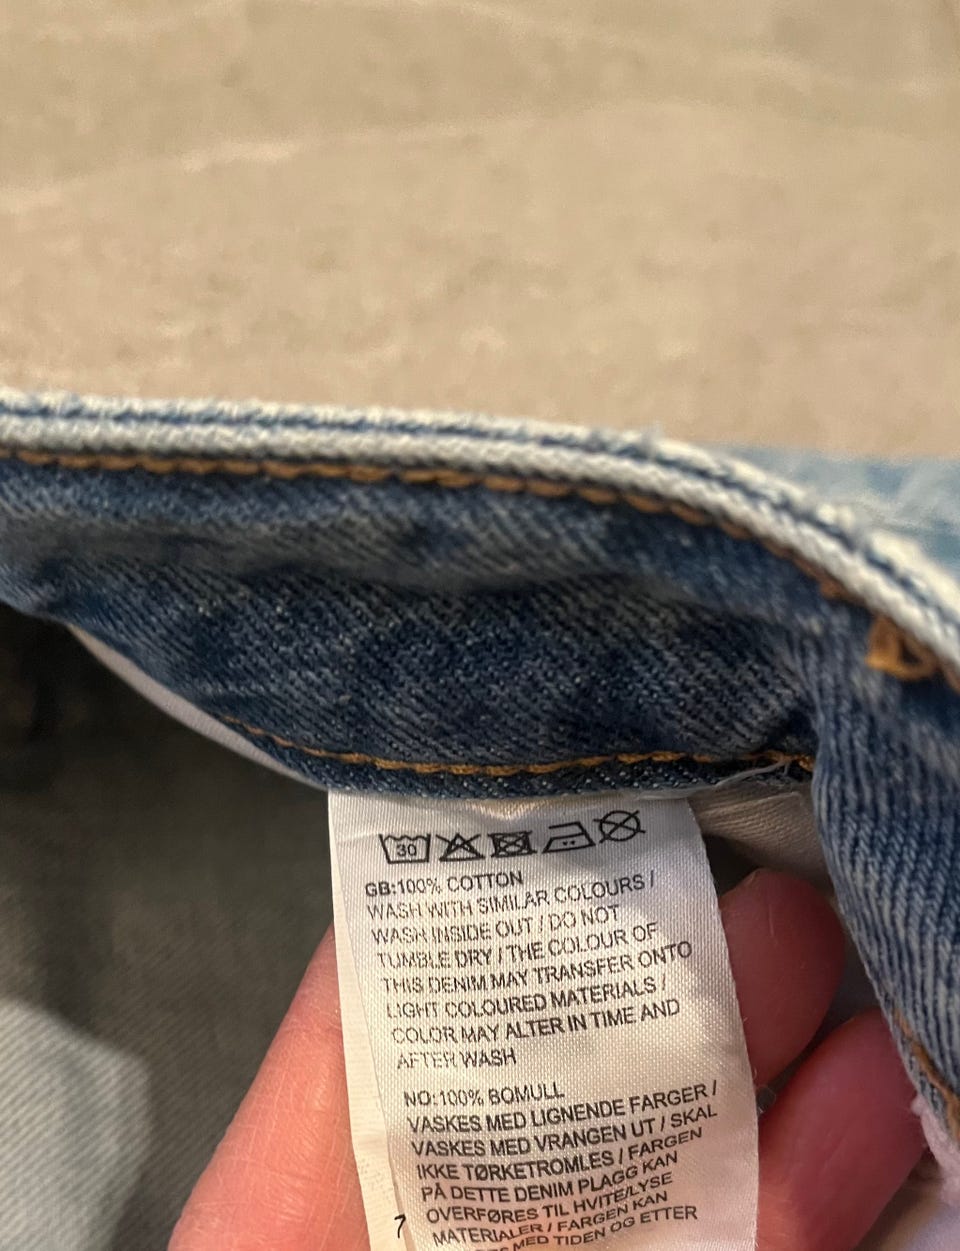 30
GB:100% COTTON
WASH WITH SIMILAR COLOURS /
WASH INSIDE OUT / DO NOT
TUMBLE DRY / THE COLOUR OF
THIS DENIM MAY TRANSFER ONTO
LIGHT COLOURED MATERIALS /
COLOR MAY ALTER IN TIME AND
AFTER WASH
NO:100% BOMULL
VASKES MED LIGNENDE FARGER /
VASKES MED VRANGEN UT / SKAL
IKKE TØRKETROMLES / FARGEN
PÅ DETTE DENIM PLAGG KAN
OVERFØRES TIL HVITE/LYSE
MATERIALER / FARGEN KAN
MED TIDEN OG ETTER
7